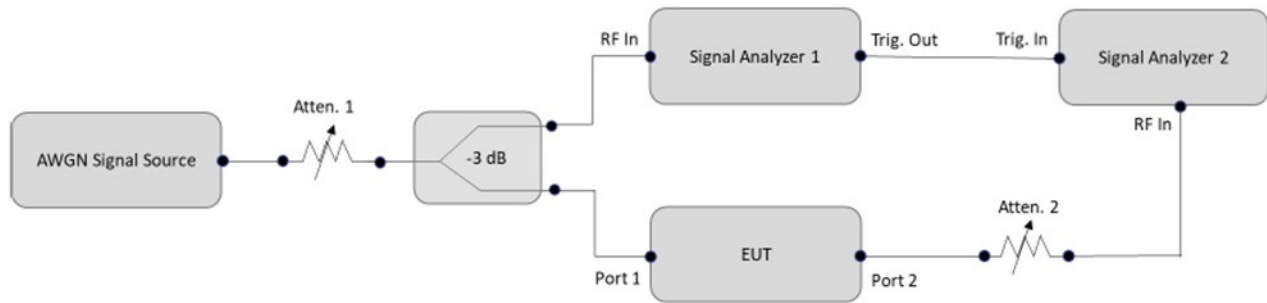 RF In
Signal Analyzer 1
Trig. Out
Trig. In
Signal Analyzer 2
RF In
Atten. 1
AWGN Signal Source
-3 dB
Atten. 2
EUT
Port 1
Port 2